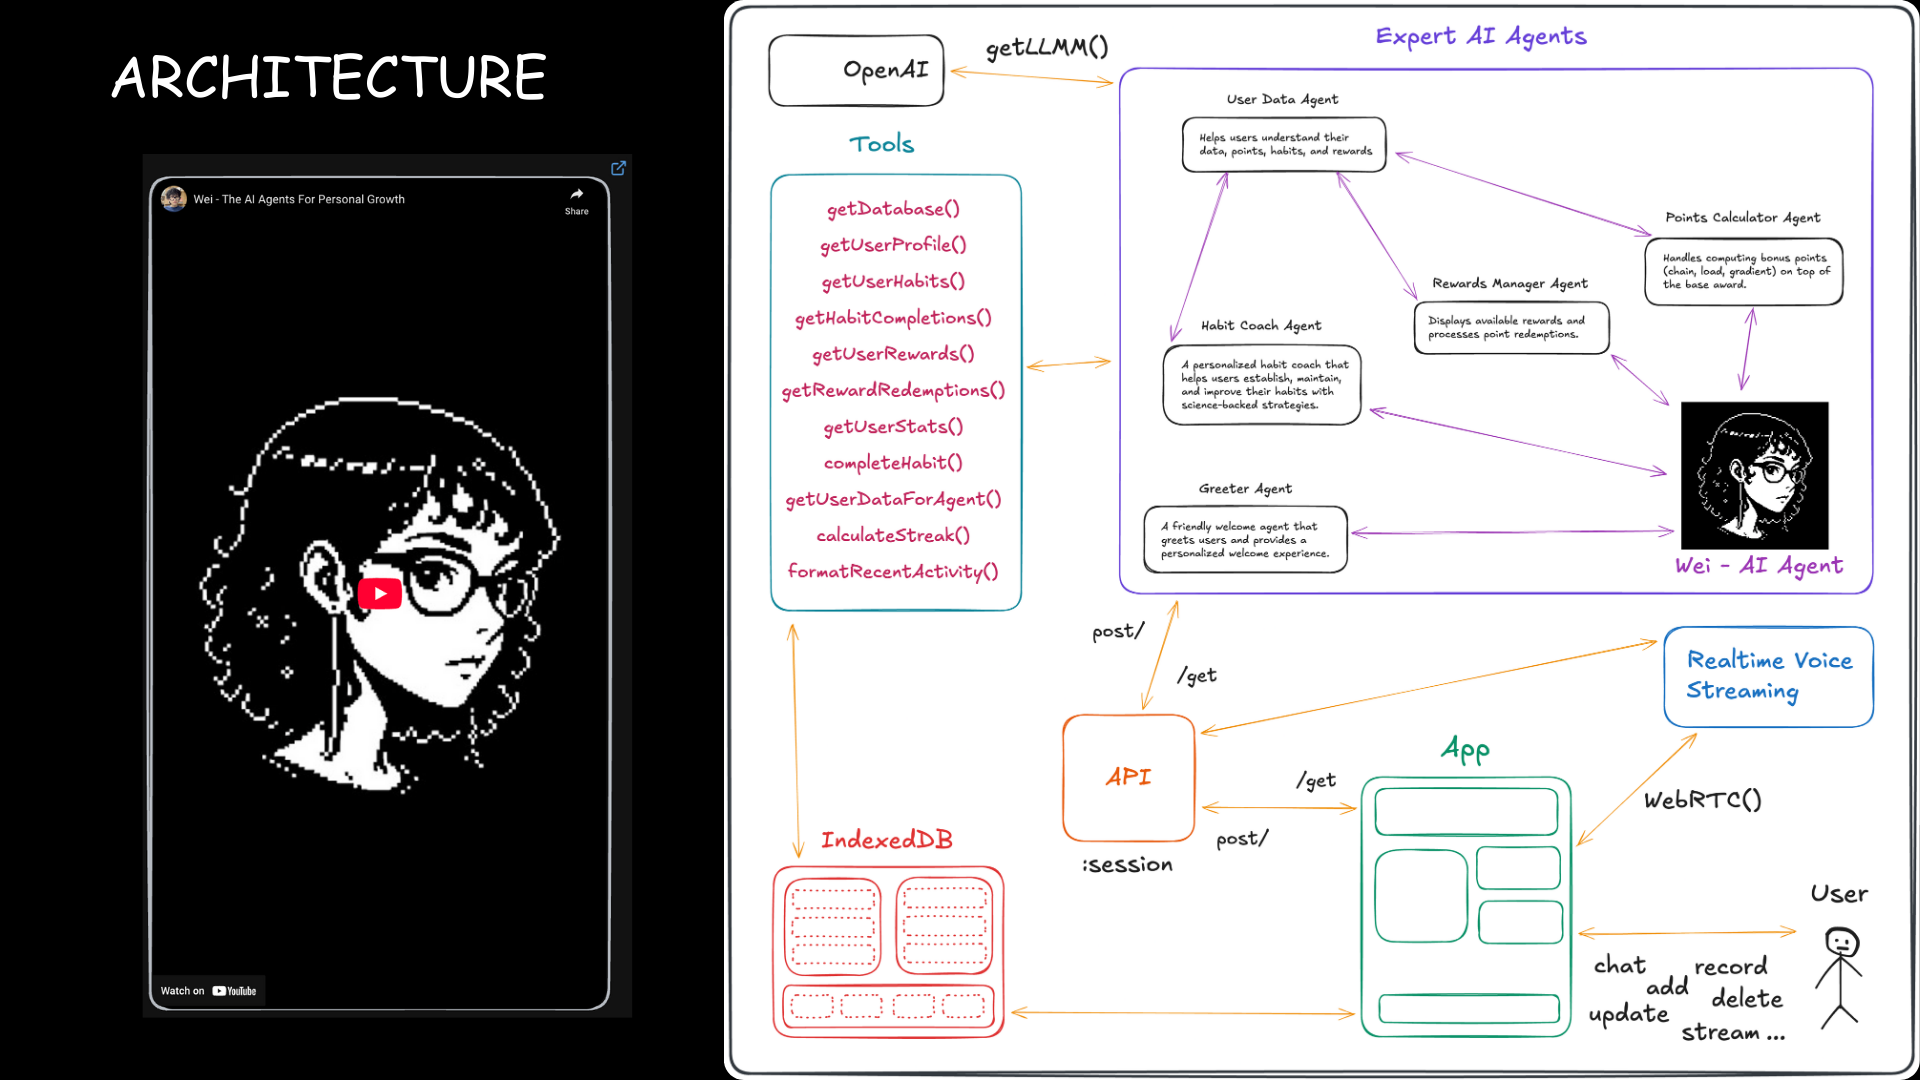 ARCHITECTURE
Wei - The AI Agents For Personal Growth
Share
Watch on YouTube
OpenAI
getLLMM()
Expert AI Agents
Tools
getDatabase()
getUserProfile()
getUserHabits()
getHabitCompletions()
getUserRewards()
getRewardRedemptions()
getUserStats()
completeHabit()
getUserDataForAgent()
calculateStreak()
formatRecentActivity()
User Data Agent
Helps users understand their
data, points, habits, and rewards
Points Calculator Agent
Handles computing bonus points
(chain, load, gradient) on top of
the base award.
Rewards Manager Agent
Displays available rewards and
processes point redemptions.
Habit Coach Agent
A personalized habit coach that
helps users establish, maintain,
and improve their habits with
science-backed strategies.
Greeter Agent
A friendly welcome agent that
greets users and provides a
personalized welcome experience.
Wei - AI Agent
post/
/get
Realtime Voice
Streaming
API
:session
/get
post/
App
WebRTC()
IndexedDB
User
chat
record
add
delete
update
stream ...